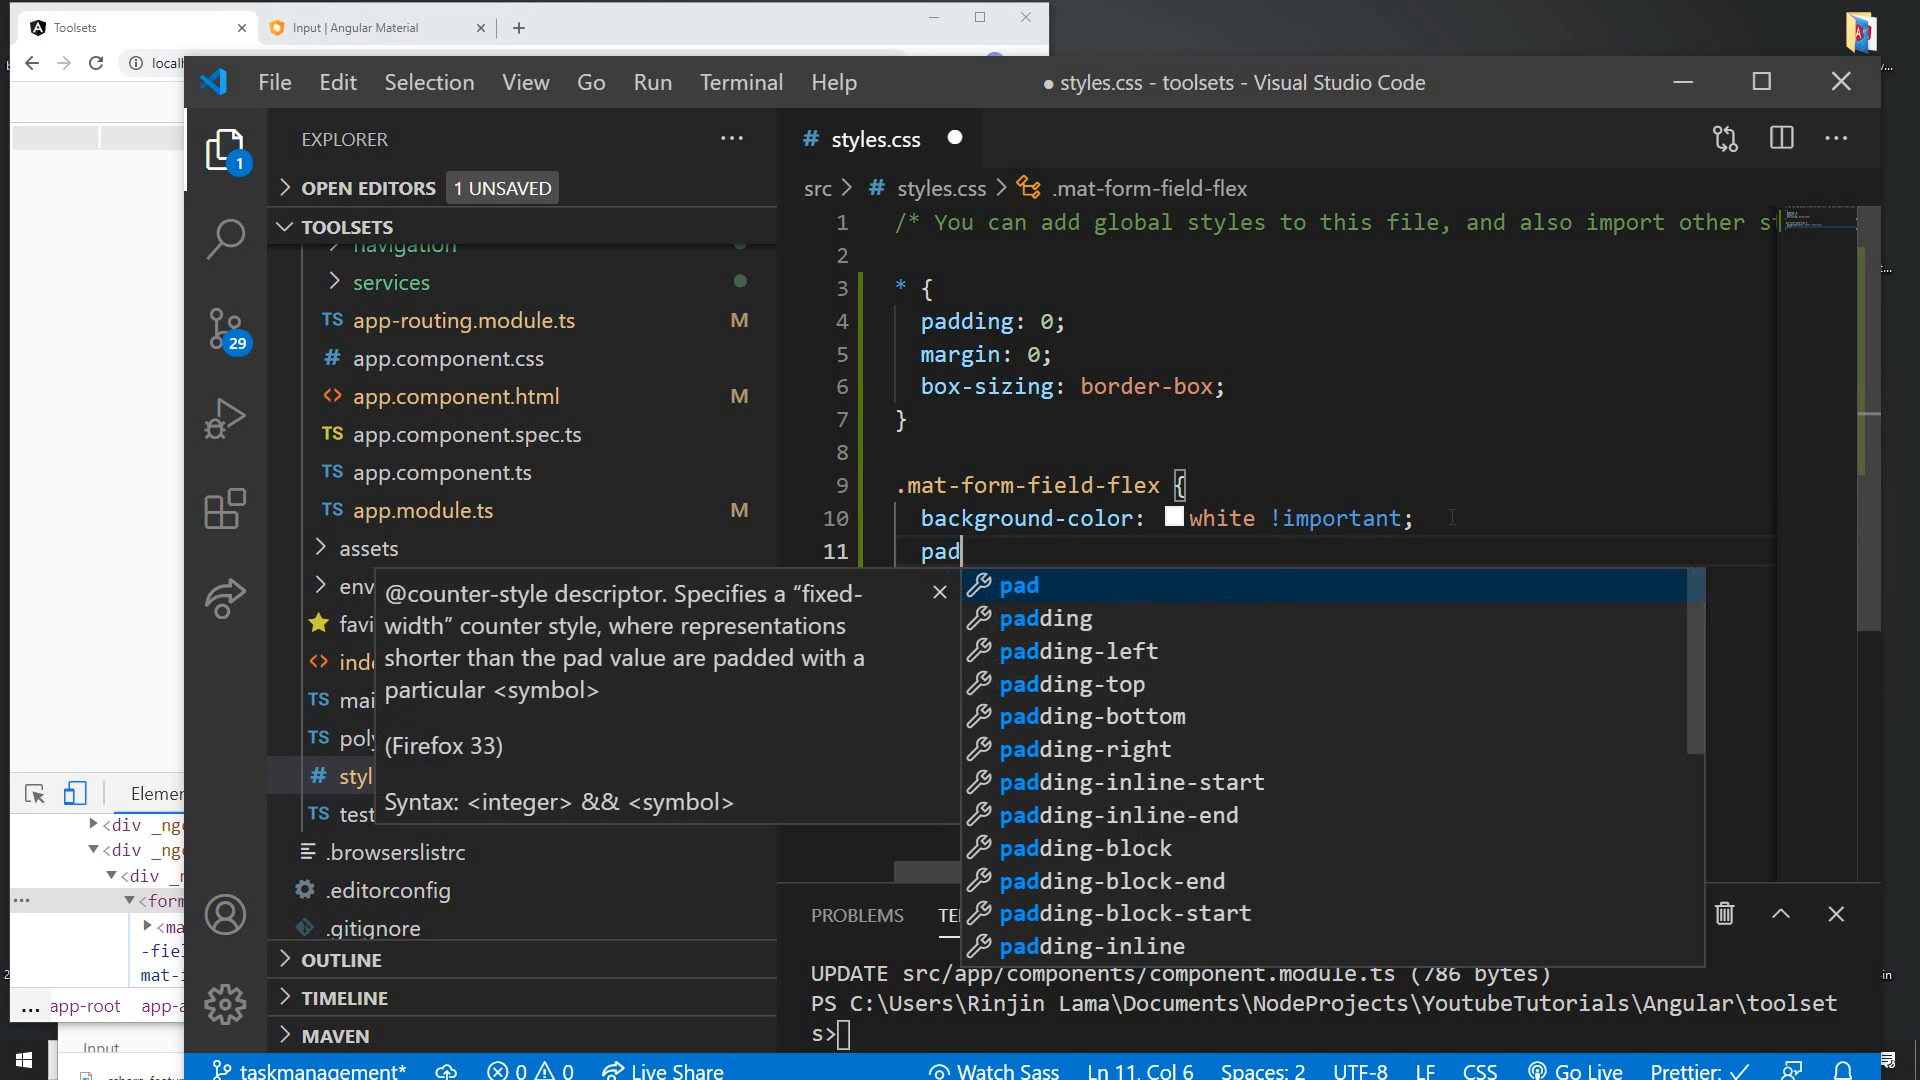 Toolsets
Input | Angular Material
File Edit Selection View Go Run Terminal Help
● styles.css - toolsets - Visual Studio Code
EXPLORER
OPEN EDITORS 1 UNSAVED
TOOLSETS
navigation
services
TS app-routing.module.ts M
# app.component.css
<> app.component.html M
TS app.component.spec.ts
TS app.component.ts
TS app.module.ts M
assets
env
favi
<> inde
TS mai
TS poly
# styl
TS test
.browserslistrc
.editorconfig
.gitignore
OUTLINE
TIMELINE
MAVEN
1
29
# styles.css
src > # styles.css > .mat-form-field-flex
1 /* You can add global styles to this file, and also import other st
2
3 * {
4 padding: 0;
5 margin: 0;
6 box-sizing: border-box;
7 }
8
9 .mat-form-field-flex {
10 background-color: white !important;
11 pad
@counter-style descriptor. Specifies a “fixed-
width” counter style, where representations
shorter than the pad value are padded with a
particular <symbol>
(Firefox 33)
Syntax: <integer> && <symbol>
pad
padding
padding-left
padding-top
padding-bottom
padding-right
padding-inline-start
padding-inline-end
padding-block
padding-block-end
padding-block-start
padding-inline
PROBLEMS TE
UPDATE src/app/components/component.module.ts (786 bytes)
PS C:\Users\Rinjin Lama\Documents\NodeProjects\YoutubeTutorials\Angular\toolset
s>
localh
Elemen
<div _ngc
<div _ngc
<div _r
<form
<ma
-fiel
mat-i
... app-root app-a
Input
taskmanagement* 0 0 Live Share
Watch Sass Ln 11, Col 6 Spaces: 2 UTF-8 LF CSS Go Live Prettier: ✓